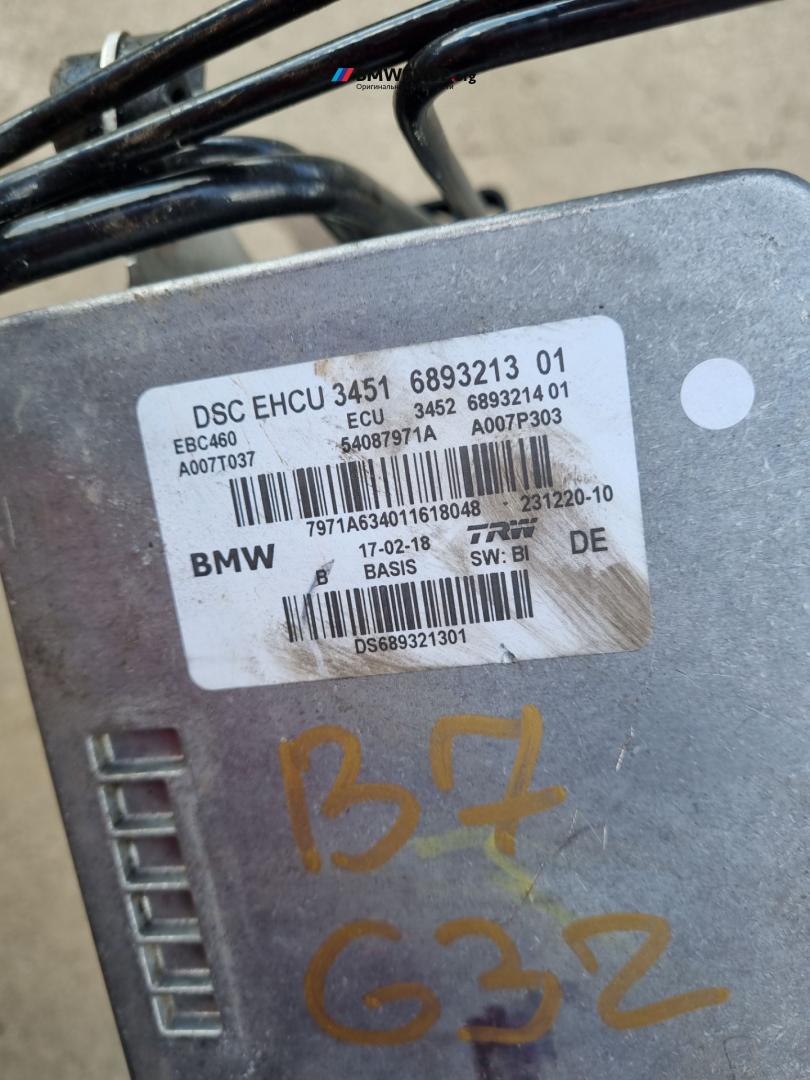 DSC EHCU 3451 6893213 01
ECU 3452 6893214 01
EBC460 54087971A A007P303
A007T037
7971A634011618048 231220-10
BMW 17-02-18 TRW DE
B BASIS SW: BI
DS689321301
B7
G32